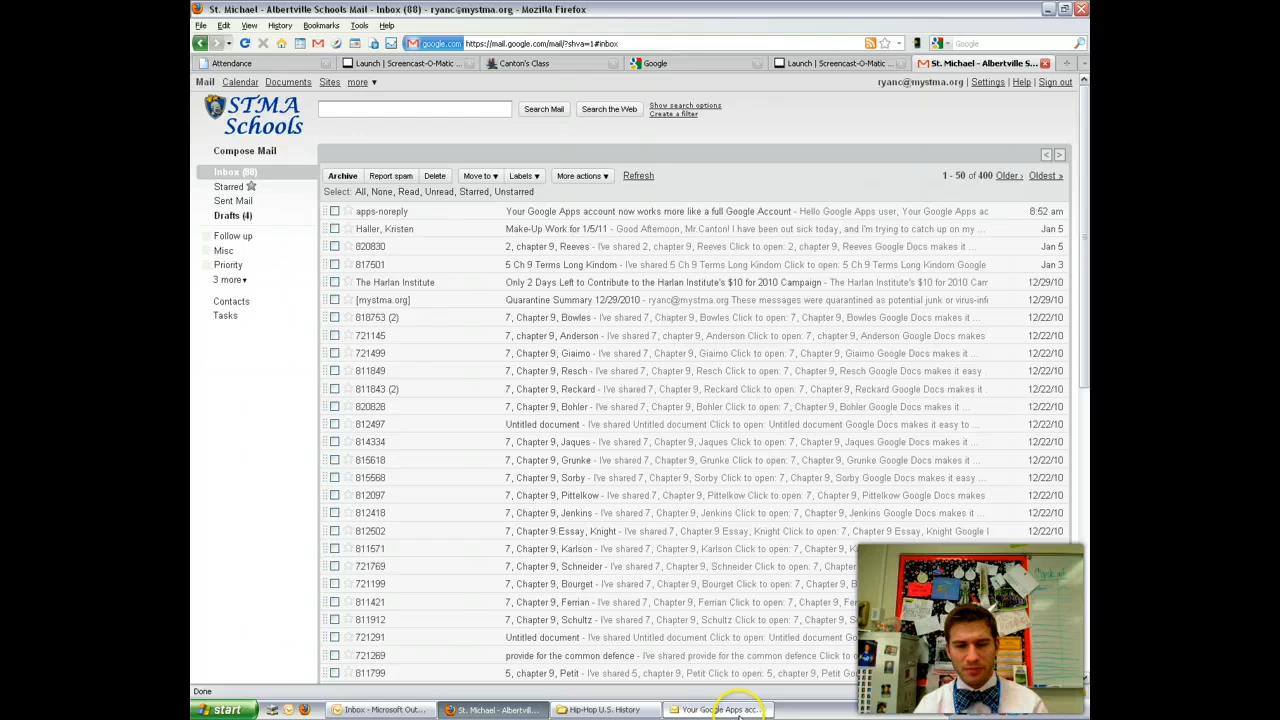 St. Michael - Albertville Schools Mail - Inbox (88) - ryanc@mystma.org - Mozilla Firefox
File Edit View History Bookmarks Tools Help
google.com https://mail.google.com/mail/?shva=1#inbox Google
Attendance Launch | Screencast-O-Matic ... Canton's Class Google Launch | Screencast-O-Matic St. Michael - Albertville S...
Mail Calendar Documents Sites more ▾ ryanc@mystma.org | Settings | Help | Sign out
STMA
Schools
Search Mail Search the Web Show search options
Create a filter
Compose Mail
Inbox (88)
Starred
Sent Mail
Drafts (4)
Follow up
Misc
Priority
3 more▾
Contacts
Tasks
< >
Archive Report spam Delete Move to ▾ Labels ▾ More actions ▾ Refresh 1 - 50 of 400 Older › Oldest »
Select: All, None, Read, Unread, Starred, Unstarred
apps-noreply Your Google Apps account now works more like a full Google Account - Hello Google Apps user, Your Google Apps ac 8:52 am
Haller, Kristen Make-Up Work for 1/5/11 - Good Afternoon, Mr.Canton! I have been out sick today, and I'm trying to catch up on my ... Jan 5
820830 2, chapter 9, Reeves - I've shared 2, chapter 9, Reeves Click to open: 2, chapter 9, Reeves Google Docs makes it ... Jan 5
817501 5 Ch 9 Terms Long Kindom - I've shared 5 Ch 9 Terms Long Kindom Click to open: 5 Ch 9 Terms Long Kindom Google Jan 3
The Harlan Institute Only 2 Days Left to Contribute to the Harlan Institute's $10 for 2010 Campaign - The Harlan Institute's $10 for 2010 Cam 12/29/10
[mystma.org] Quarantine Summary 12/29/2010 - ryanc@mystma.org These messages were quarantined as potential junk or virus-inf 12/29/10
818753 (2) 7, Chapter 9, Bowles - I've shared 7, Chapter 9, Bowles Click to open: 7, Chapter 9, Bowles Google Docs makes it ... 12/22/10
721145 7, chapter 9, Anderson - I've shared 7, chapter 9, Anderson Click to open: 7, chapter 9, Anderson Google Docs makes 12/22/10
721499 7, Chapter 9, Giaimo - I've shared 7, Chapter 9, Giaimo Click to open: 7, Chapter 9, Giaimo Google Docs makes it ... 12/22/10
811849 7, Chapter 9, Resch - I've shared 7, Chapter 9, Resch Click to open: 7, Chapter 9, Resch Google Docs makes it easy 12/22/10
811843 (2) 7, Chapter 9, Reckard - I've shared 7, Chapter 9, Reckard Click to open: 7, Chapter 9, Reckard Google Docs makes it ... 12/22/10
820828 7, Chapter 9, Bohler - I've shared 7, Chapter 9, Bohler Click to open: 7, Chapter 9, Bohler Google Docs makes it ... 12/22/10
812497 Untitled document - I've shared Untitled document Click to open: Untitled document Google Docs makes it easy to ... 12/22/10
814334 7, Chapter 9, Jaques - I've shared 7, Chapter 9, Jaques Click to open: 7, Chapter 9, Jaques Google Docs makes it ... 12/22/10
815618 7, Chapter 9, Grunke - I've shared 7, Chapter 9, Grunke Click to open: 7, Chapter 9, Grunke Google Docs makes it ... 12/22/10
815568 7, Chapter 9, Sorby - I've shared 7, Chapter 9, Sorby Click to open: 7, Chapter 9, Sorby Google Docs makes it easy ... 12/22/10
812097 7, Chapter 9, Pittelkow - I've shared 7, Chapter 9, Pittelkow Click to open: 7, Chapter 9, Pittelkow Google Docs makes 12/22/10
812418 7, Chapter 9, Jenkins - I've shared 7, Chapter 9, Jenkins Click to open: 7, Chapter 9, Jenkins Google Docs makes it ... 12/22/10
812502 7, Chapter 9 Essay, Knight - I've shared 7, Chapter 9 Essay, Knight Click to open: 7, Chapter 9 Essay, Knight Google 12/22/10
811571 7, Chapter 9, Karlson - I've shared 7, Chapter 9, Karlson Click to open: 7, Chapter 9,
721769 7, Chapter 9, Schneider - I've shared 7, Chapter 9, Schneider Click to open: 7, Chapter
721199 7, Chapter 9, Bourget - I've shared 7, Chapter 9, Bourget Click to open: 7, Chapter 9,
811421 7, Chapter 9, Ferrian - I've shared 7, Chapter 9, Ferrian Click to open: 7, Chapter 9,
811912 7, Chapter 9, Schultz - I've shared 7, Chapter 9, Schultz Click to open: 7, Chapter 9, S
721291 Untitled document - I've shared Untitled document Click to open: Untitled document Go
721269 provide for the common defence - I've shared provide for the common defence Click to
811799 5, chapter 9, Petit - I've shared 5, chapter 9, Petit Click to open: 5, chapter 9, Petit Go
Done
start Inbox - Microsoft Out... St. Michael - Albertvill... Hip-Hop U.S. History Your Google Apps acc...